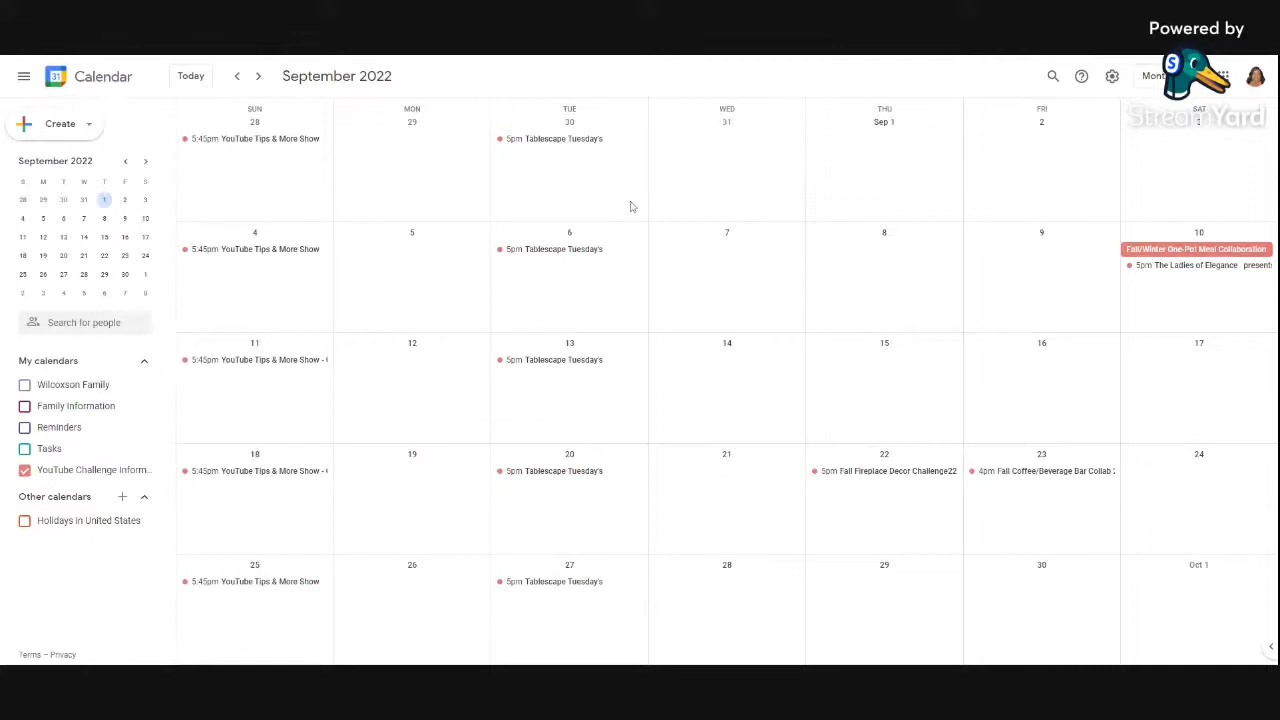 Powered by
StreamYard
Calendar
Today
September 2022
Create
SUN MON TUE WED THU FRI SAT
28 29 30 31 Sep 1 2
5:45pm YouTube Tips & More Show
5pm Tablescape Tuesday's
September 2022
S M T W T F S
28 29 30 31 1 2 3
4 5 6 7 8 9 10
11 12 13 14 15 16 17
18 19 20 21 22 23 24
25 26 27 28 29 30 1
2 3 4 5 6 7 8
Search for people
My calendars
Wilcoxson Family
Family Information
Reminders
Tasks
YouTube Challenge Inform...
Other calendars
Holidays in United States
Terms – Privacy
4 5 6 7 8 9 10
5:45pm YouTube Tips & More Show
5pm Tablescape Tuesday's
Fall/Winter One-Pot Meal Collaboration
5pm The Ladies of Elegance presents
11 12 13 14 15 16 17
5:45pm YouTube Tips & More Show -
5pm Tablescape Tuesday's
18 19 20 21 22 23 24
5:45pm YouTube Tips & More Show -
5pm Tablescape Tuesday's
5pm Fall Fireplace Decor Challenge22
4pm Fall Coffee/Beverage Bar Collab
25 26 27 28 29 30 Oct 1
5:45pm YouTube Tips & More Show
5pm Tablescape Tuesday's